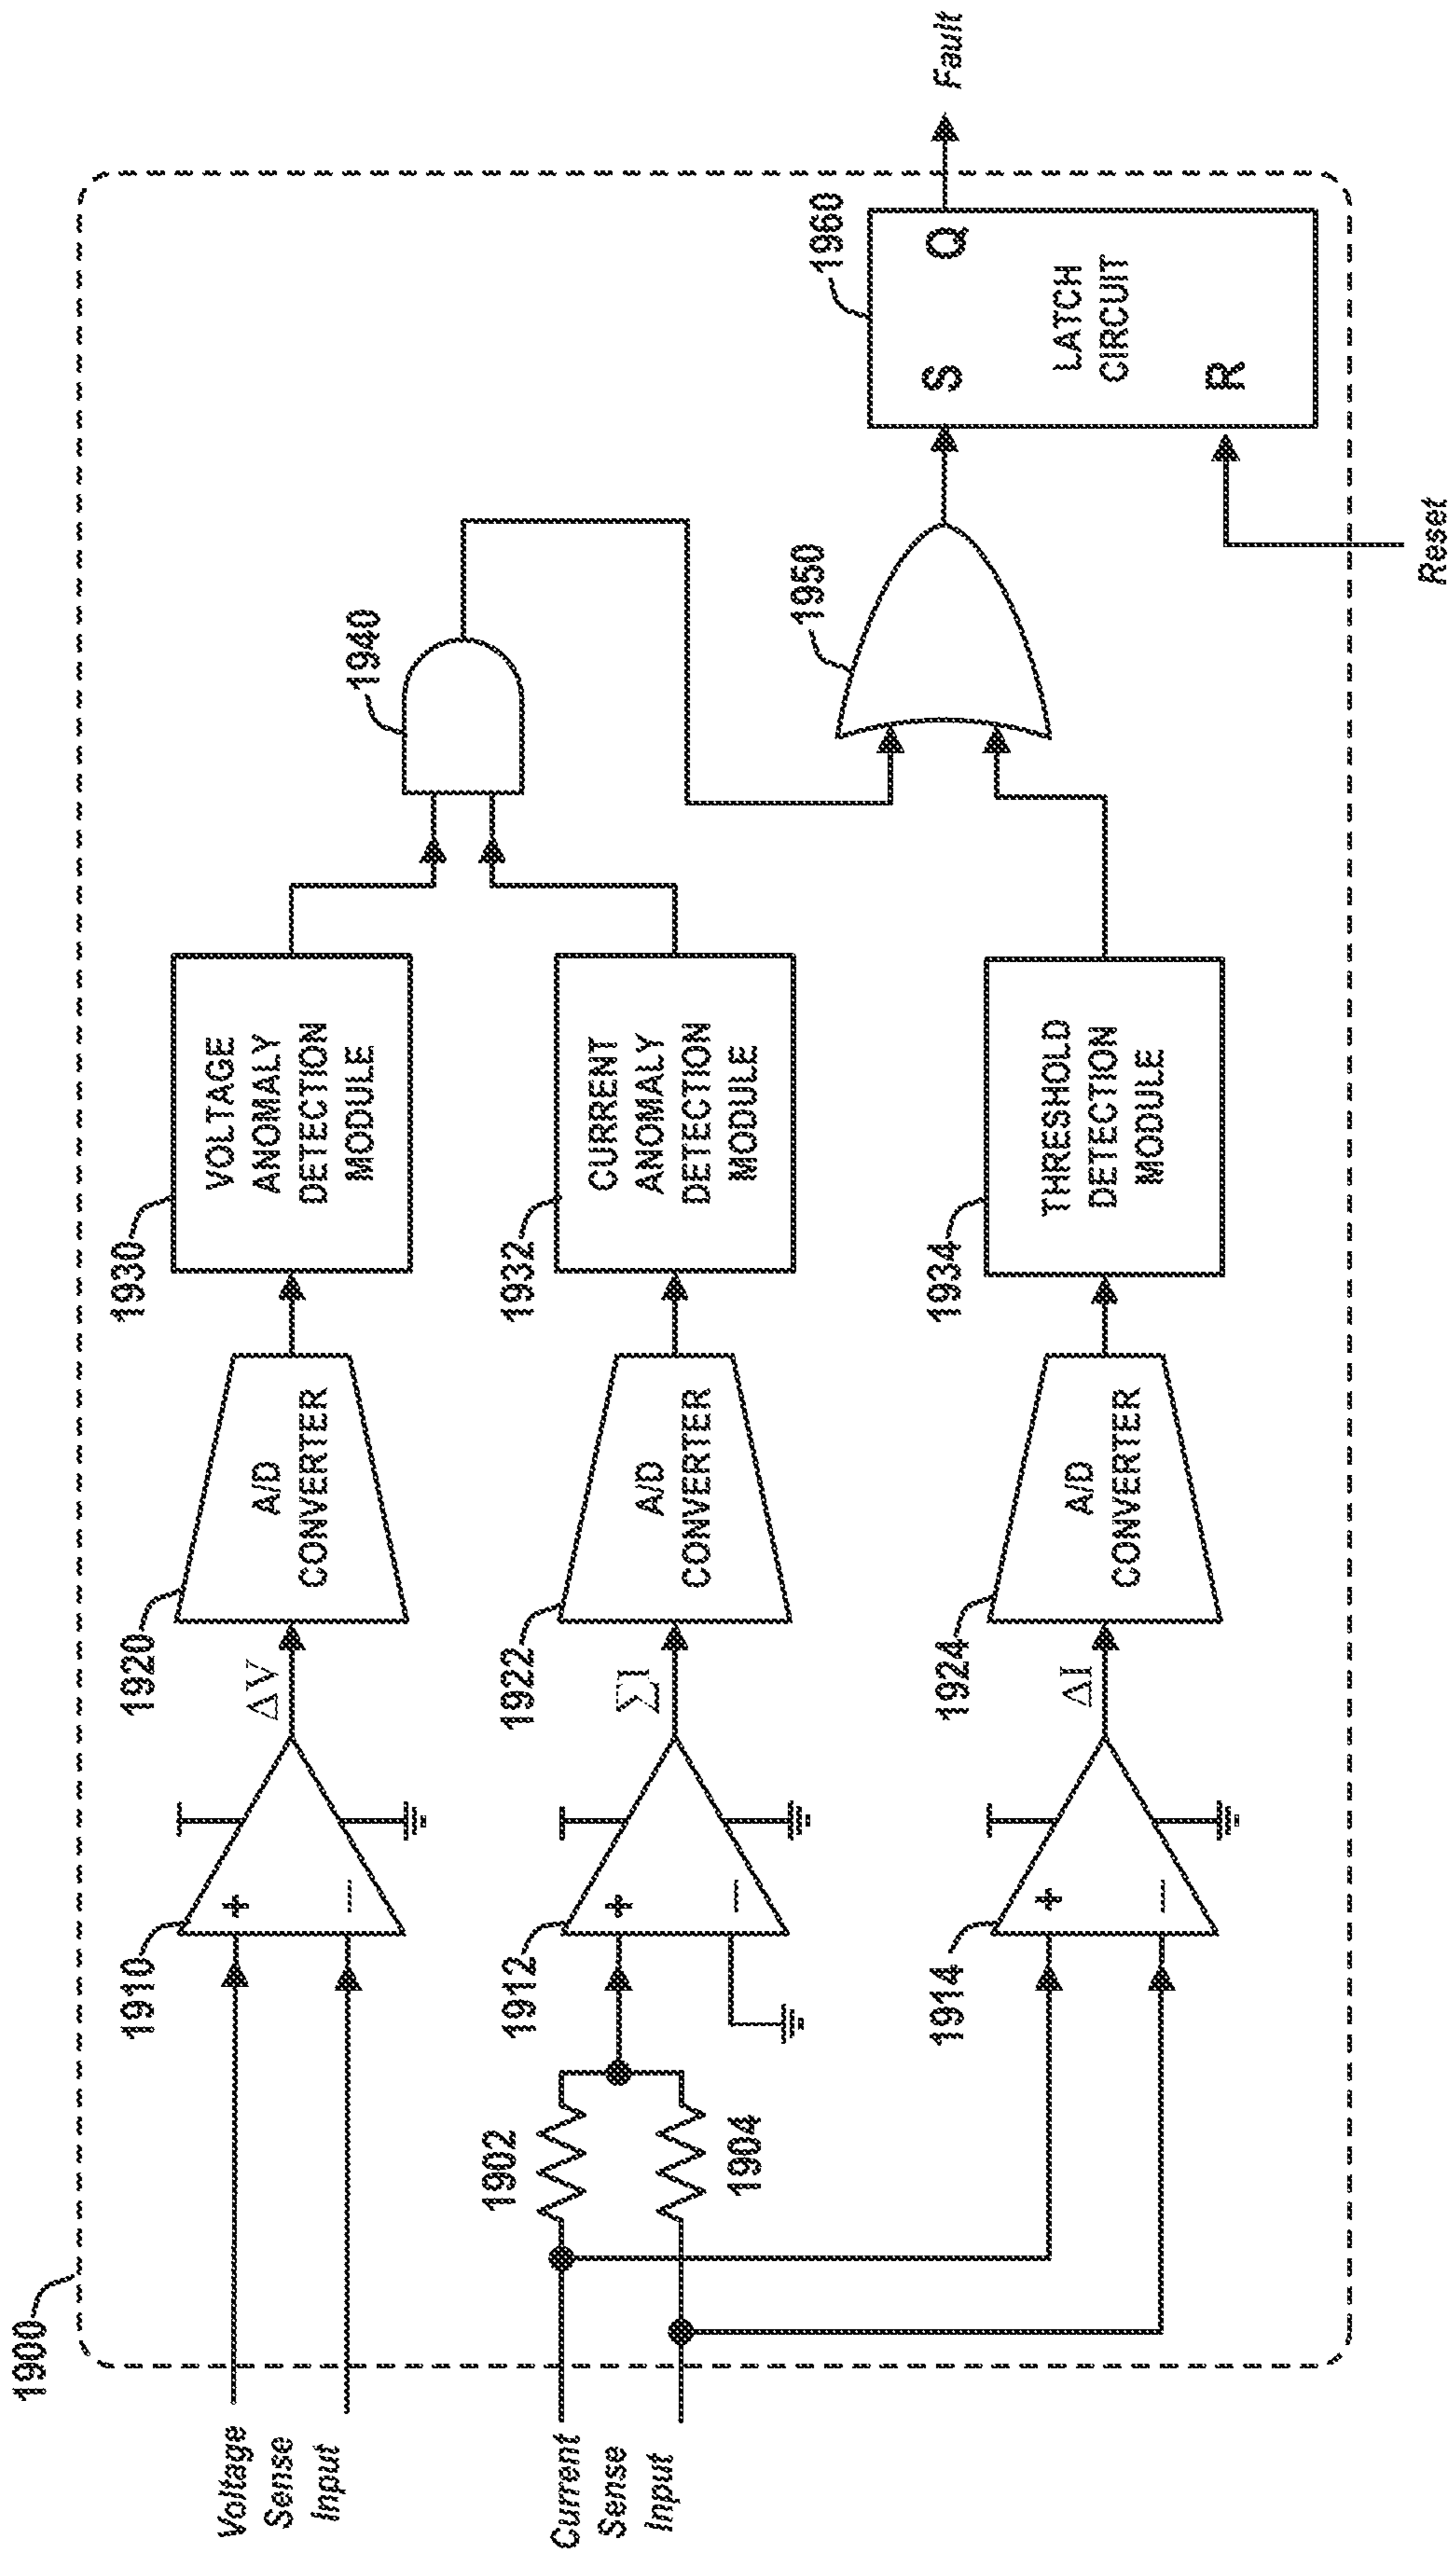 1900
Voltage
Sense
Input
Current
Sense
Input
1902
1904
1910
+
−
1912
+
−
1914
+
−
ΔV
ΣI
ΔI
1920
A/D
CONVERTER
1922
A/D
CONVERTER
1924
A/D
CONVERTER
1930
VOLTAGE
ANOMALY
DETECTION
MODULE
1932
CURRENT
ANOMALY
DETECTION
MODULE
1934
THRESHOLD
DETECTION
MODULE
1940
1950
1960
S
Q
LATCH
CIRCUIT
R
Fault
Reset